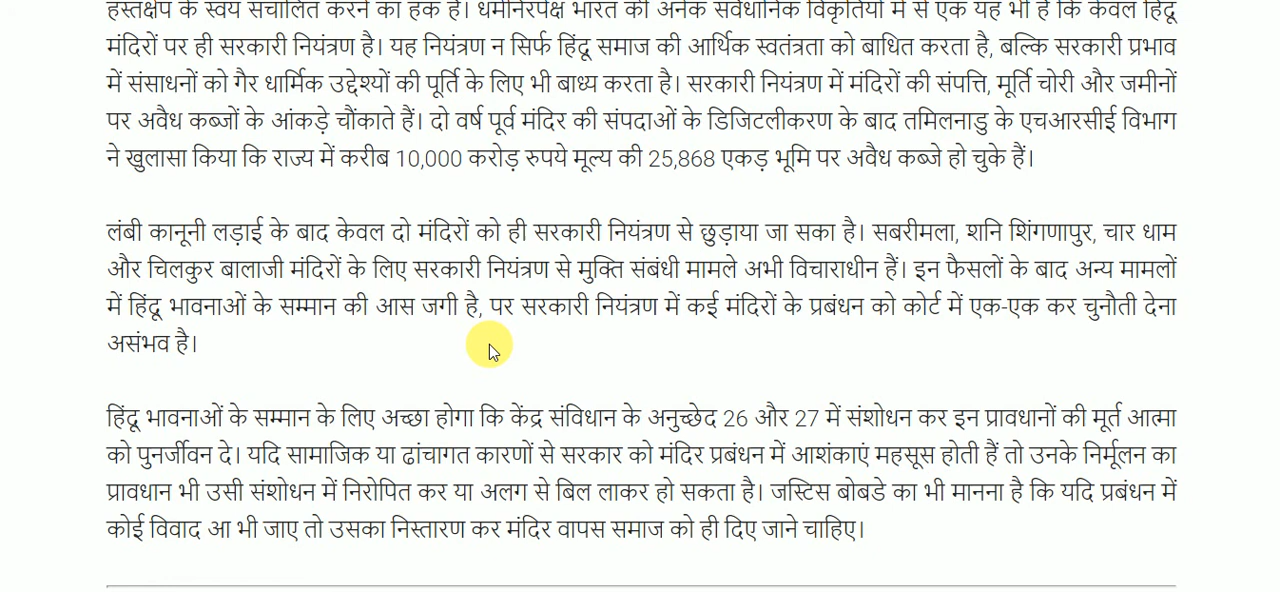 हस्तक्षेप के स्वयं संचालित करने का हक है। धर्मनिरपेक्ष भारत की अनेक संवैधानिक विकृतियों में से एक यह भी है कि केवल हिंदू
मंदिरों पर ही सरकारी नियंत्रण है। यह नियंत्रण न सिर्फ हिंदू समाज की आर्थिक स्वतंत्रता को बाधित करता है, बल्कि सरकारी प्रभाव
में संसाधनों को गैर धार्मिक उद्देश्यों की पूर्ति के लिए भी बाध्य करता है। सरकारी नियंत्रण में मंदिरों की संपत्ति, मूर्ति चोरी और जमीनों
पर अवैध कब्जों के आंकड़े चौंकाते हैं। दो वर्ष पूर्व मंदिर की संपदाओं के डिजिटलीकरण के बाद तमिलनाडु के एचआरसीई विभाग
ने खुलासा किया कि राज्य में करीब 10,000 करोड़ रुपये मूल्य की 25,868 एकड़ भूमि पर अवैध कब्जे हो चुके हैं।
लंबी कानूनी लड़ाई के बाद केवल दो मंदिरों को ही सरकारी नियंत्रण से छुड़ाया जा सका है। सबरीमला, शनि शिंगणापुर, चार धाम
और चिलकुर बालाजी मंदिरों के लिए सरकारी नियंत्रण से मुक्ति संबंधी मामले अभी विचाराधीन हैं। इन फैसलों के बाद अन्य मामलों
में हिंदू भावनाओं के सम्मान की आस जगी है, पर सरकारी नियंत्रण में कई मंदिरों के प्रबंधन को कोर्ट में एक-एक कर चुनौती देना
असंभव है।
हिंदू भावनाओं के सम्मान के लिए अच्छा होगा कि केंद्र संविधान के अनुच्छेद 26 और 27 में संशोधन कर इन प्रावधानों की मूर्त आत्मा
को पुनर्जीवन दे। यदि सामाजिक या ढांचागत कारणों से सरकार को मंदिर प्रबंधन में आशंकाएं महसूस होती हैं तो उनके निर्मूलन का
प्रावधान भी उसी संशोधन में निरोपित कर या अलग से बिल लाकर हो सकता है। जस्टिस बोबडे का भी मानना है कि यदि प्रबंधन में
कोई विवाद आ भी जाए तो उसका निस्तारण कर मंदिर वापस समाज को ही दिए जाने चाहिए।